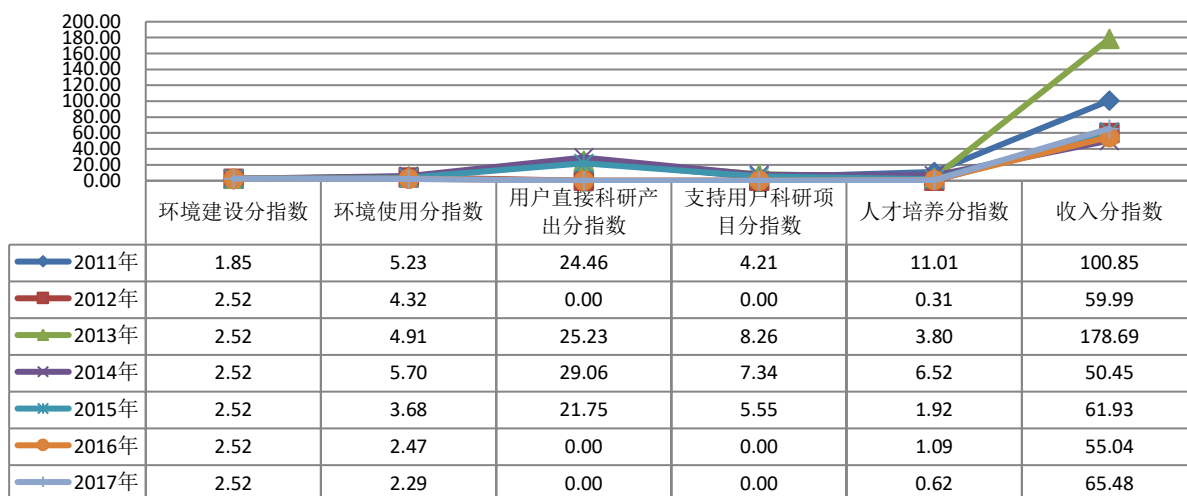 200.00
180.00
160.00
140.00
120.00
100.00
80.00
60.00
40.00
20.00
0.00
环境建设分指数 环境使用分指数 用户直接科研产出分指数 支持用户科研项目分指数 人才培养分指数 收入分指数
2011年 1.85 5.23 24.46 4.21 11.01 100.85
2012年 2.52 4.32 0.00 0.00 0.31 59.99
2013年 2.52 4.91 25.23 8.26 3.80 178.69
2014年 2.52 5.70 29.06 7.34 6.52 50.45
2015年 2.52 3.68 21.75 5.55 1.92 61.93
2016年 2.52 2.47 0.00 0.00 1.09 55.04
2017年 2.52 2.29 0.00 0.00 0.62 65.48